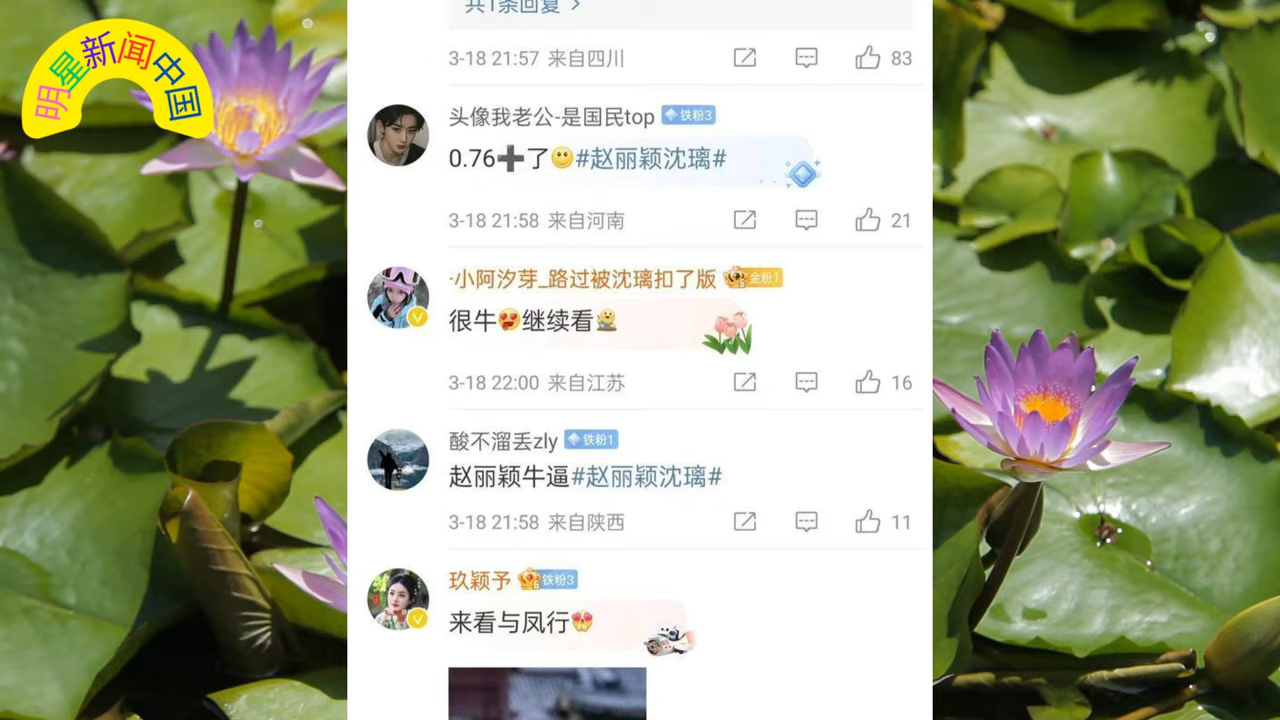 明星新闻中国
共1条回复 >
3-18 21:57 来自四川
83
头像我老公-是国民top 铁粉3
0.76➕了🙂#赵丽颖沈璃#
3-18 21:58 来自河南
21
·小阿汐芽_路过被沈璃扣了版 金粉1
很牛😍继续看
3-18 22:00 来自江苏
16
酸不溜丢zly 铁粉1
赵丽颖牛逼#赵丽颖沈璃#
3-18 21:58 来自陕西
11
玖颖予 铁粉3
来看与凤行😍